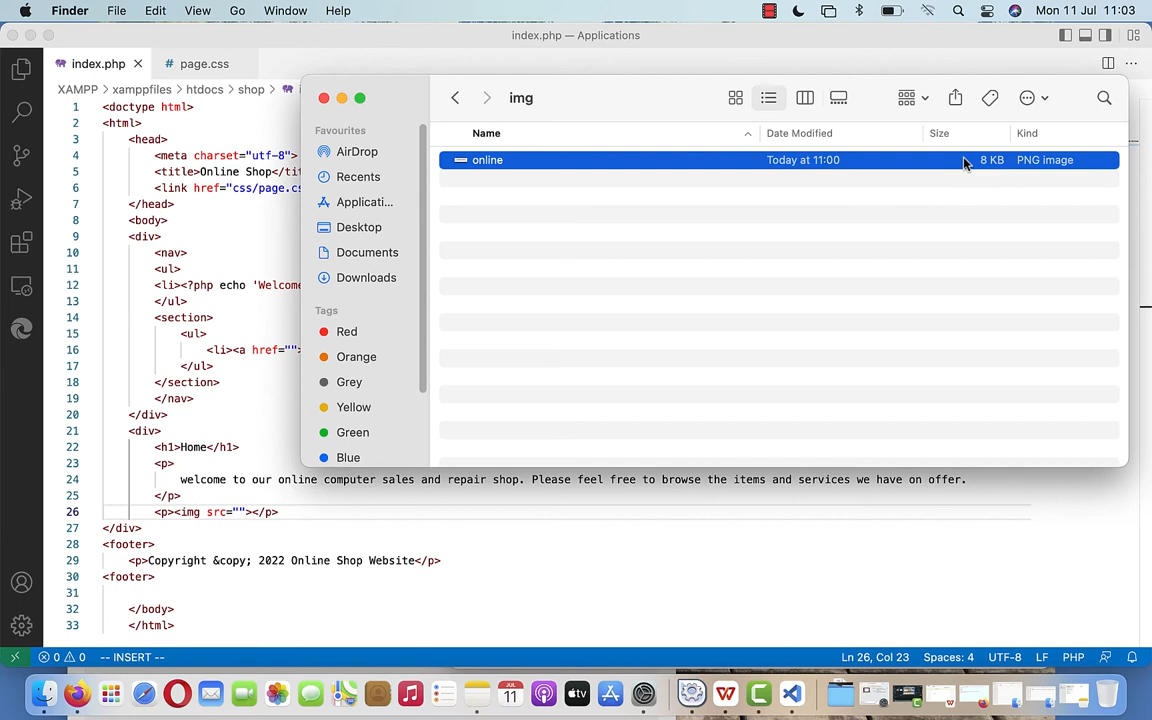 Finder File Edit View Go Window Help Mon 11 Jul 11:03
index.php — Applications
index.php page.css
XAMPP › xamppfiles › htdocs › shop ›
1 <doctype html>
2 <html>
3 <head>
4 <meta charset="utf-8">
5 <title>Online Shop</tit
6 <link href="css/page.cs
7 </head>
8 <body>
9 <div>
10 <nav>
11 <ul>
12 <li><?php echo 'Welcome
13 </ul>
14 <section>
15 <ul>
16 <li><a href="">
17 </ul>
18 </section>
19 </nav>
20 </div>
21 <div>
22 <h1>Home</h1>
23 <p>
24 welcome to our online computer sales and repair shop. Please feel free to browse the items and services we have on offer.
25 </p>
26 <p><img src=""></p>
27 </div>
28 <footer>
29 <p>Copyright &copy; 2022 Online Shop Website</p>
30 <footer>
31
32 </body>
33 </html>
img
Favourites
AirDrop
Recents
Applicati...
Desktop
Documents
Downloads
Tags
Red
Orange
Grey
Yellow
Green
Blue
Name Date Modified Size Kind
online Today at 11:00 8 KB PNG image
0 0 -- INSERT -- Ln 26, Col 23 Spaces: 4 UTF-8 LF PHP
JUL
11
tv